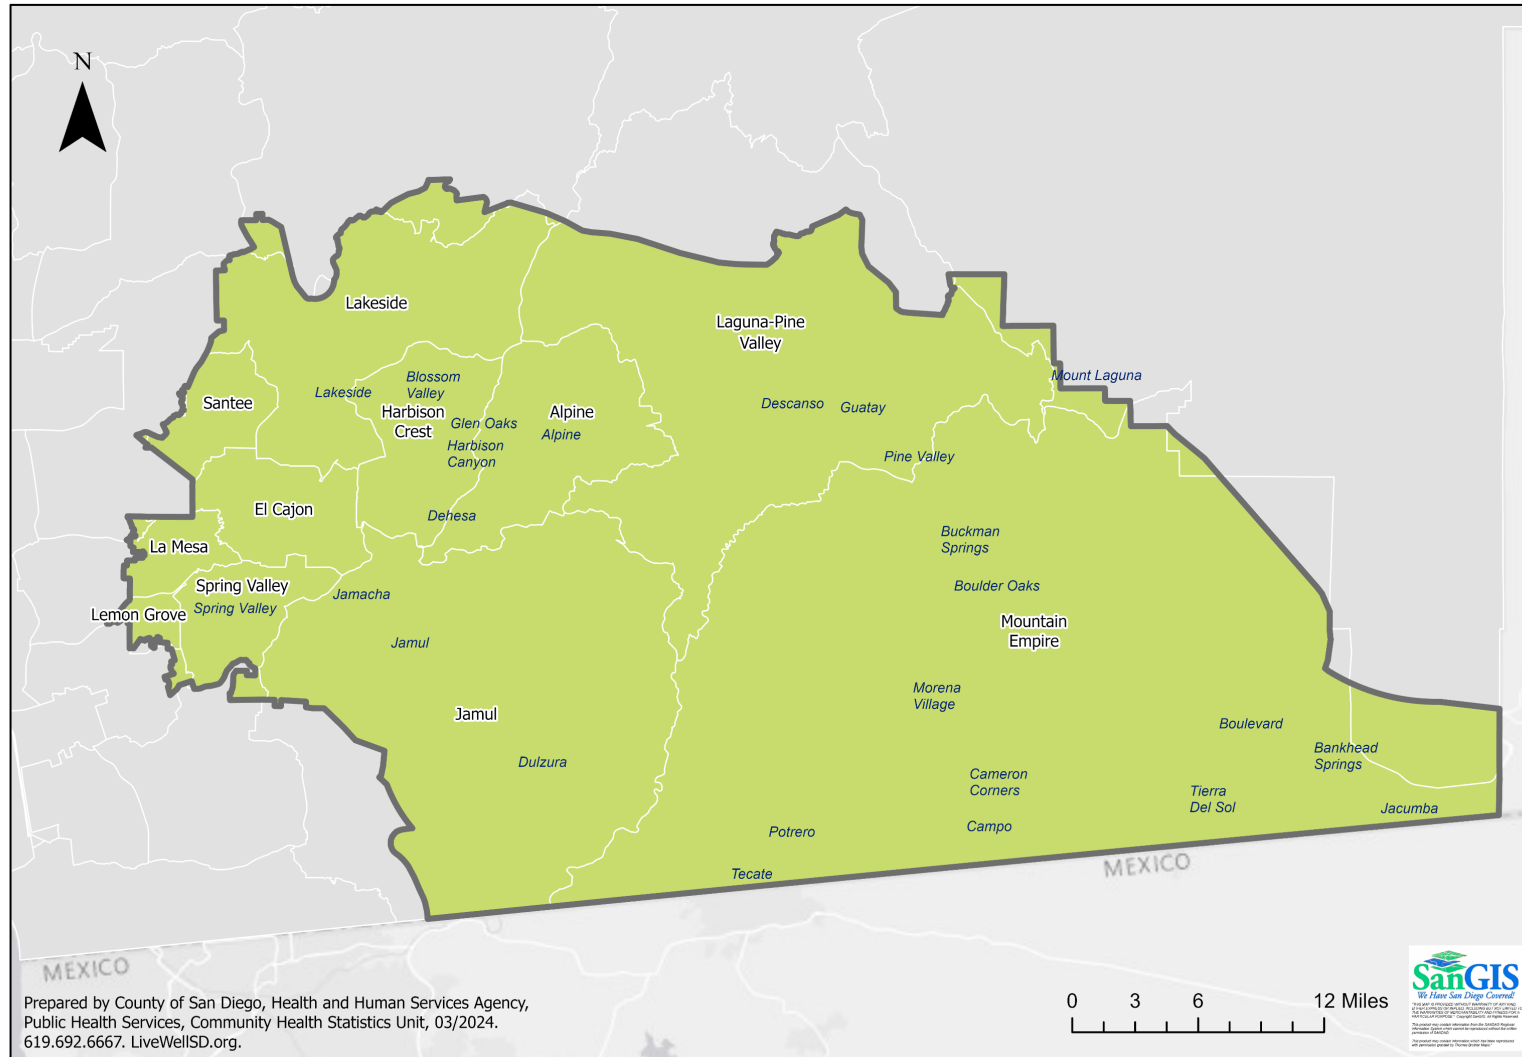 N
Lakeside
Laguna-Pine
Valley
Mount Laguna
Blossom
Valley
Lakeside
Santee
Harbison
Crest
Descanso
Guatay
Alpine
Glen Oaks
Alpine
Harbison
Canyon
Pine Valley
El Cajon
Dehesa
Buckman
Springs
La Mesa
Spring Valley
Boulder Oaks
Jamacha
Spring Valley
Lemon Grove
Mountain
Empire
Jamul
Morena
Village
Jamul
Boulevard
Bankhead
Springs
Dulzura
Cameron
Corners
Tierra
Del Sol
Jacumba
Potrero
Campo
Tecate
MEXICO
MEXICO
Prepared by County of San Diego, Health and Human Services Agency,
Public Health Services, Community Health Statistics Unit, 03/2024.
619.692.6667. LiveWellSD.org.
0 3 6 12 Miles
SanGIS
We Have San Diego Covered!